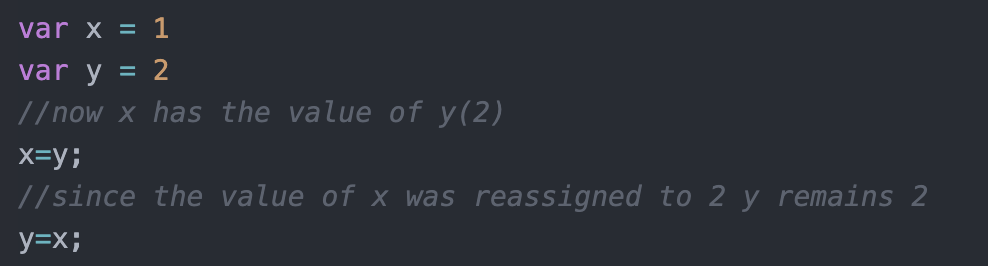 var x = 1
var y = 2
//now x has the value of y(2)
x=y;
//since the value of x was reassigned to 2 y remains 2
y=x;